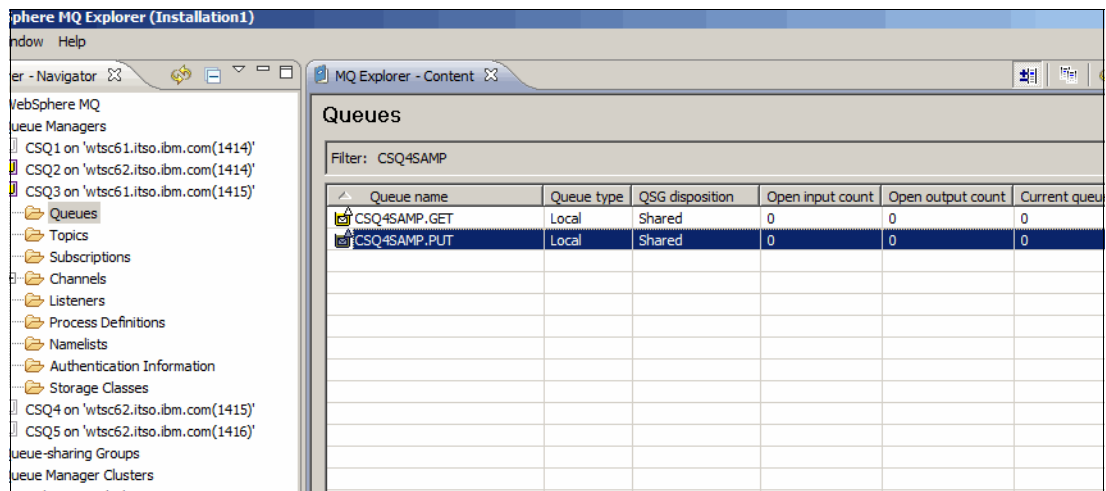 Sphere MQ Explorer (Installation1)
ndow Help
er - Navigator
WebSphere MQ
ueue Managers
CSQ1 on 'wtsc61.itso.ibm.com(1414)'
CSQ2 on 'wtsc62.itso.ibm.com(1414)'
CSQ3 on 'wtsc61.itso.ibm.com(1415)'
Queues
Topics
Subscriptions
Channels
Listeners
Process Definitions
Namelists
Authentication Information
Storage Classes
CSQ4 on 'wtsc62.itso.ibm.com(1415)'
CSQ5 on 'wtsc62.itso.ibm.com(1416)'
ueue-sharing Groups
ueue Manager Clusters
MQ Explorer - Content
Queues
Filter: CSQ4SAMP
Queue name Queue type QSG disposition Open input count Open output count Current queu
CSQ4SAMP.GET Local Shared 0 0 0
CSQ4SAMP.PUT Local Shared 0 0 0